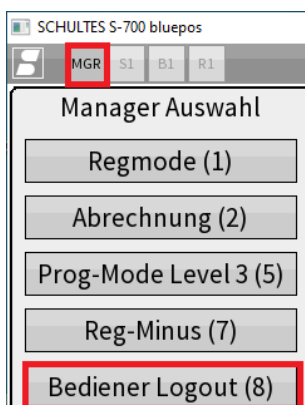 SCHULTES S-700 bluepos
MGR S1 B1 R1
Manager Auswahl
Regmode (1)
Abrechnung (2)
Prog-Mode Level 3 (5)
Reg-Minus (7)
Bediener Logout (8)